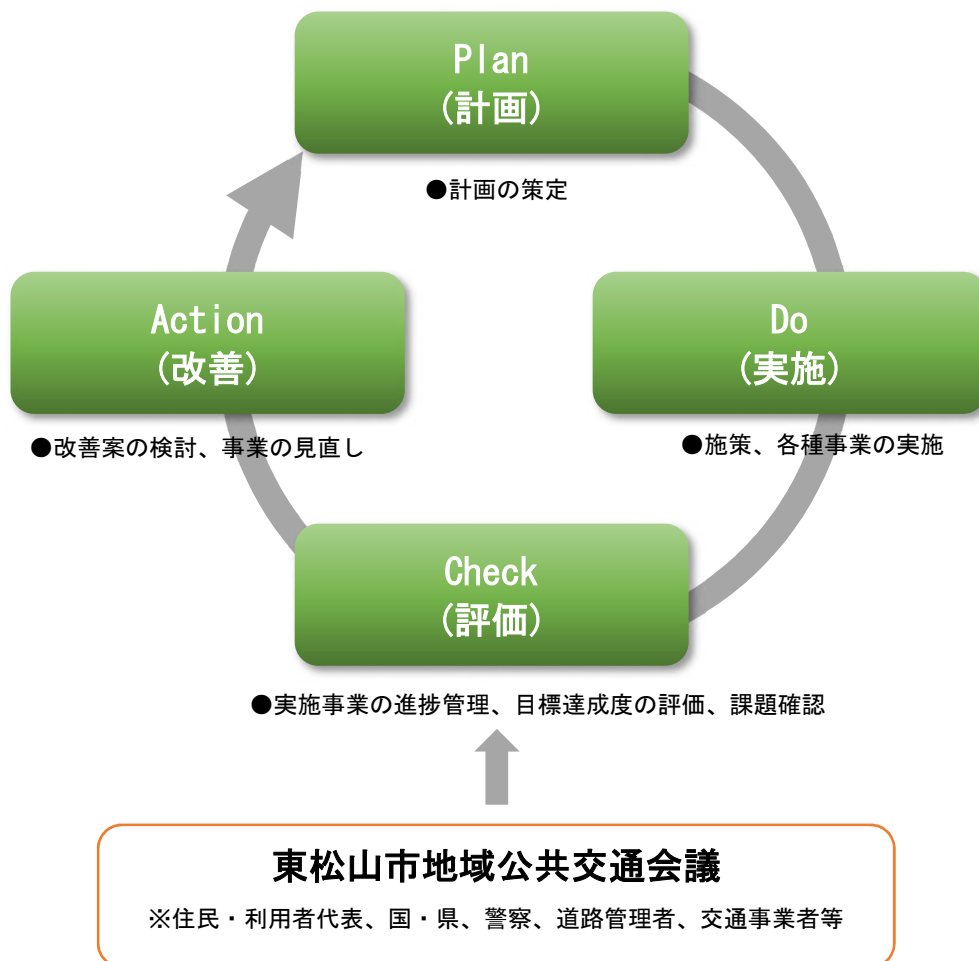 Plan
(計画)
●計画の策定
Action
(改善)
●改善案の検討、事業の見直し
Do
(実施)
●施策、各種事業の実施
Check
(評価)
●実施事業の進捗管理、目標達成度の評価、課題確認
東松山市地域公共交通会議
※住民・利用者代表、国・県、警察、道路管理者、交通事業者等